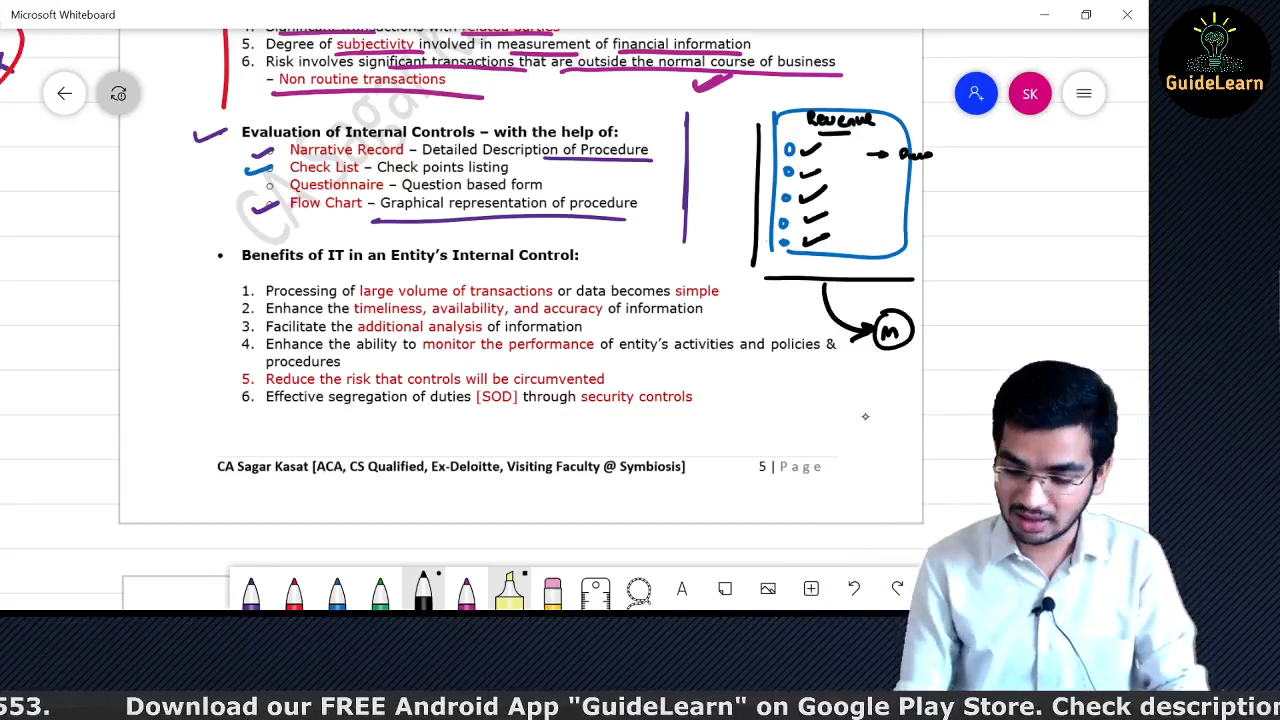 Microsoft Whiteboard
GuideLearn
SK
related parties
5. Degree of subjectivity involved in measurement of financial information
6. Risk involves significant transactions that are outside the normal course of business
– Non routine transactions
Evaluation of Internal Controls – with the help of:
Narrative Record – Detailed Description of Procedure
Check List – Check points listing
Questionnaire – Question based form
Flow Chart – Graphical representation of procedure
Revenue
M
• Benefits of IT in an Entity's Internal Control:
1. Processing of large volume of transactions or data becomes simple
2. Enhance the timeliness, availability, and accuracy of information
3. Facilitate the additional analysis of information
4. Enhance the ability to monitor the performance of entity's activities and policies &
procedures
5. Reduce the risk that controls will be circumvented
6. Effective segregation of duties [SOD] through security controls
CA Sagar Kasat [ACA, CS Qualified, Ex-Deloitte, Visiting Faculty @ Symbiosis] 5 | Page
553. Download our FREE Android App "GuideLearn" on Google Play Store. Check description